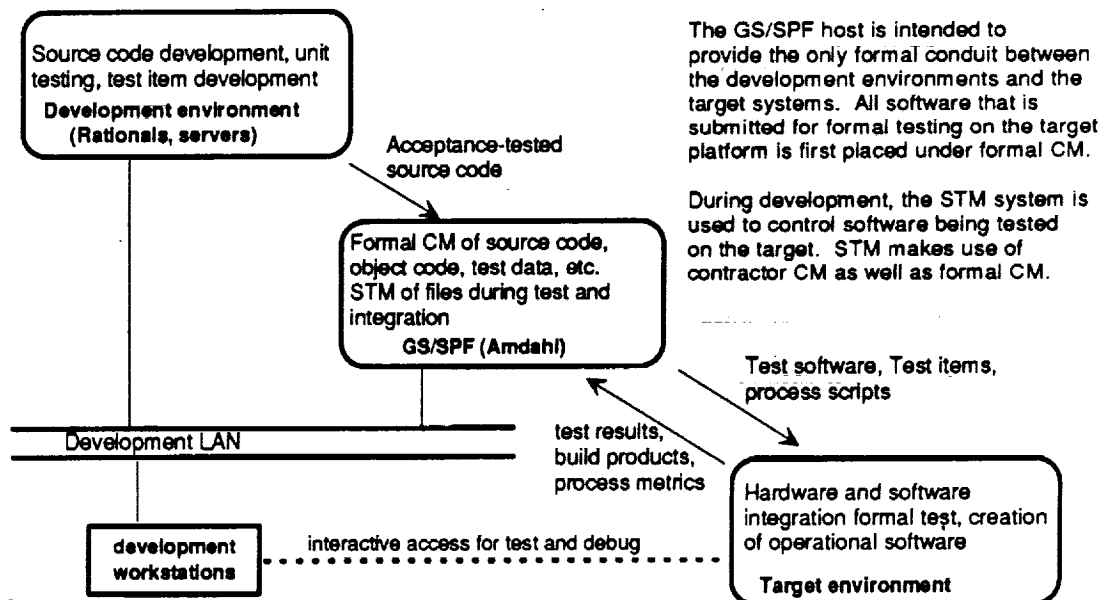 Source code development, unit
testing, test item development
Development environment
(Rationals, servers)
The GS/SPF host is intended to
provide the only formal conduit between
the development environments and the
target systems. All software that is
submitted for formal testing on the target
platform is first placed under formal CM.
During development, the STM system is
used to control software being tested
on the target. STM makes use of
contractor CM as well as formal CM.
Acceptance-tested
source code
Formal CM of source code,
object code, test data, etc.
STM of files during test and
integration
GS/SPF (Amdahl)
Test software, Test items,
process scripts
Development LAN
test results,
build products,
process metrics
Hardware and software
integration formal test, creation
of operational software
Target environment
development
workstations
interactive access for test and debug